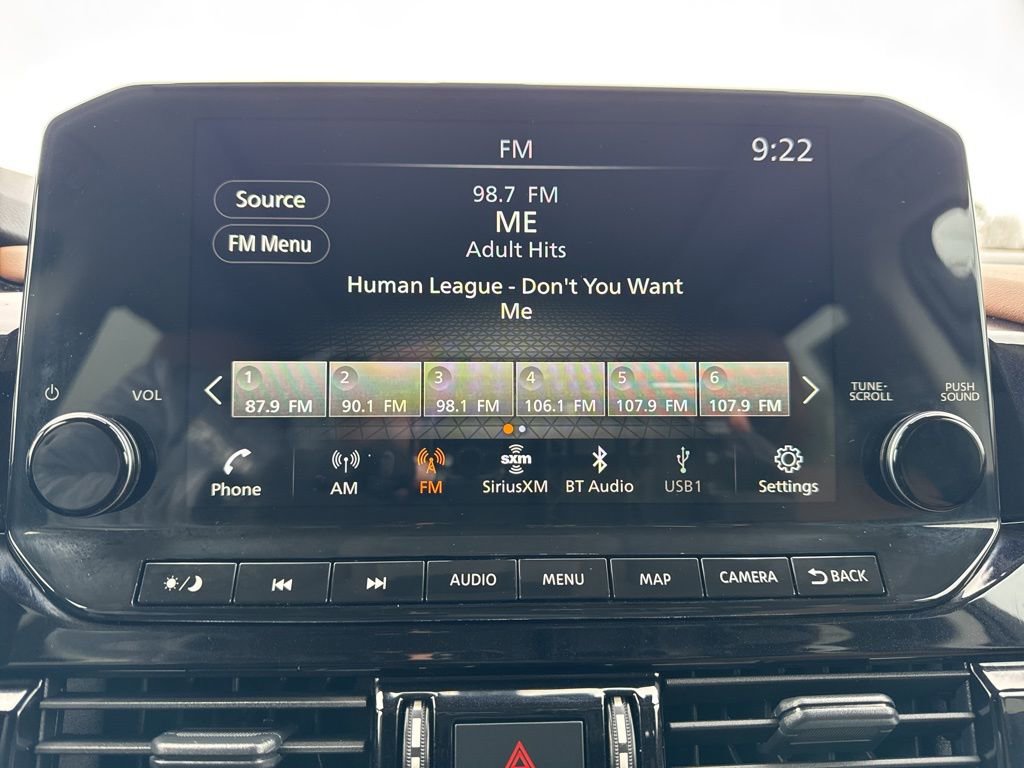 FM
9:22
Source
98.7 FM
ME
FM Menu
Adult Hits
Human League - Don't You Want
Me
1
87.9 FM
2
90.1 FM
3
98.1 FM
4
106.1 FM
5
107.9 FM
6
107.9 FM
VOL
TUNE·
SCROLL
PUSH
SOUND
Phone
AM
FM
sxm
SiriusXM
BT Audio
USB1
Settings
AUDIO
MENU
MAP
CAMERA
BACK